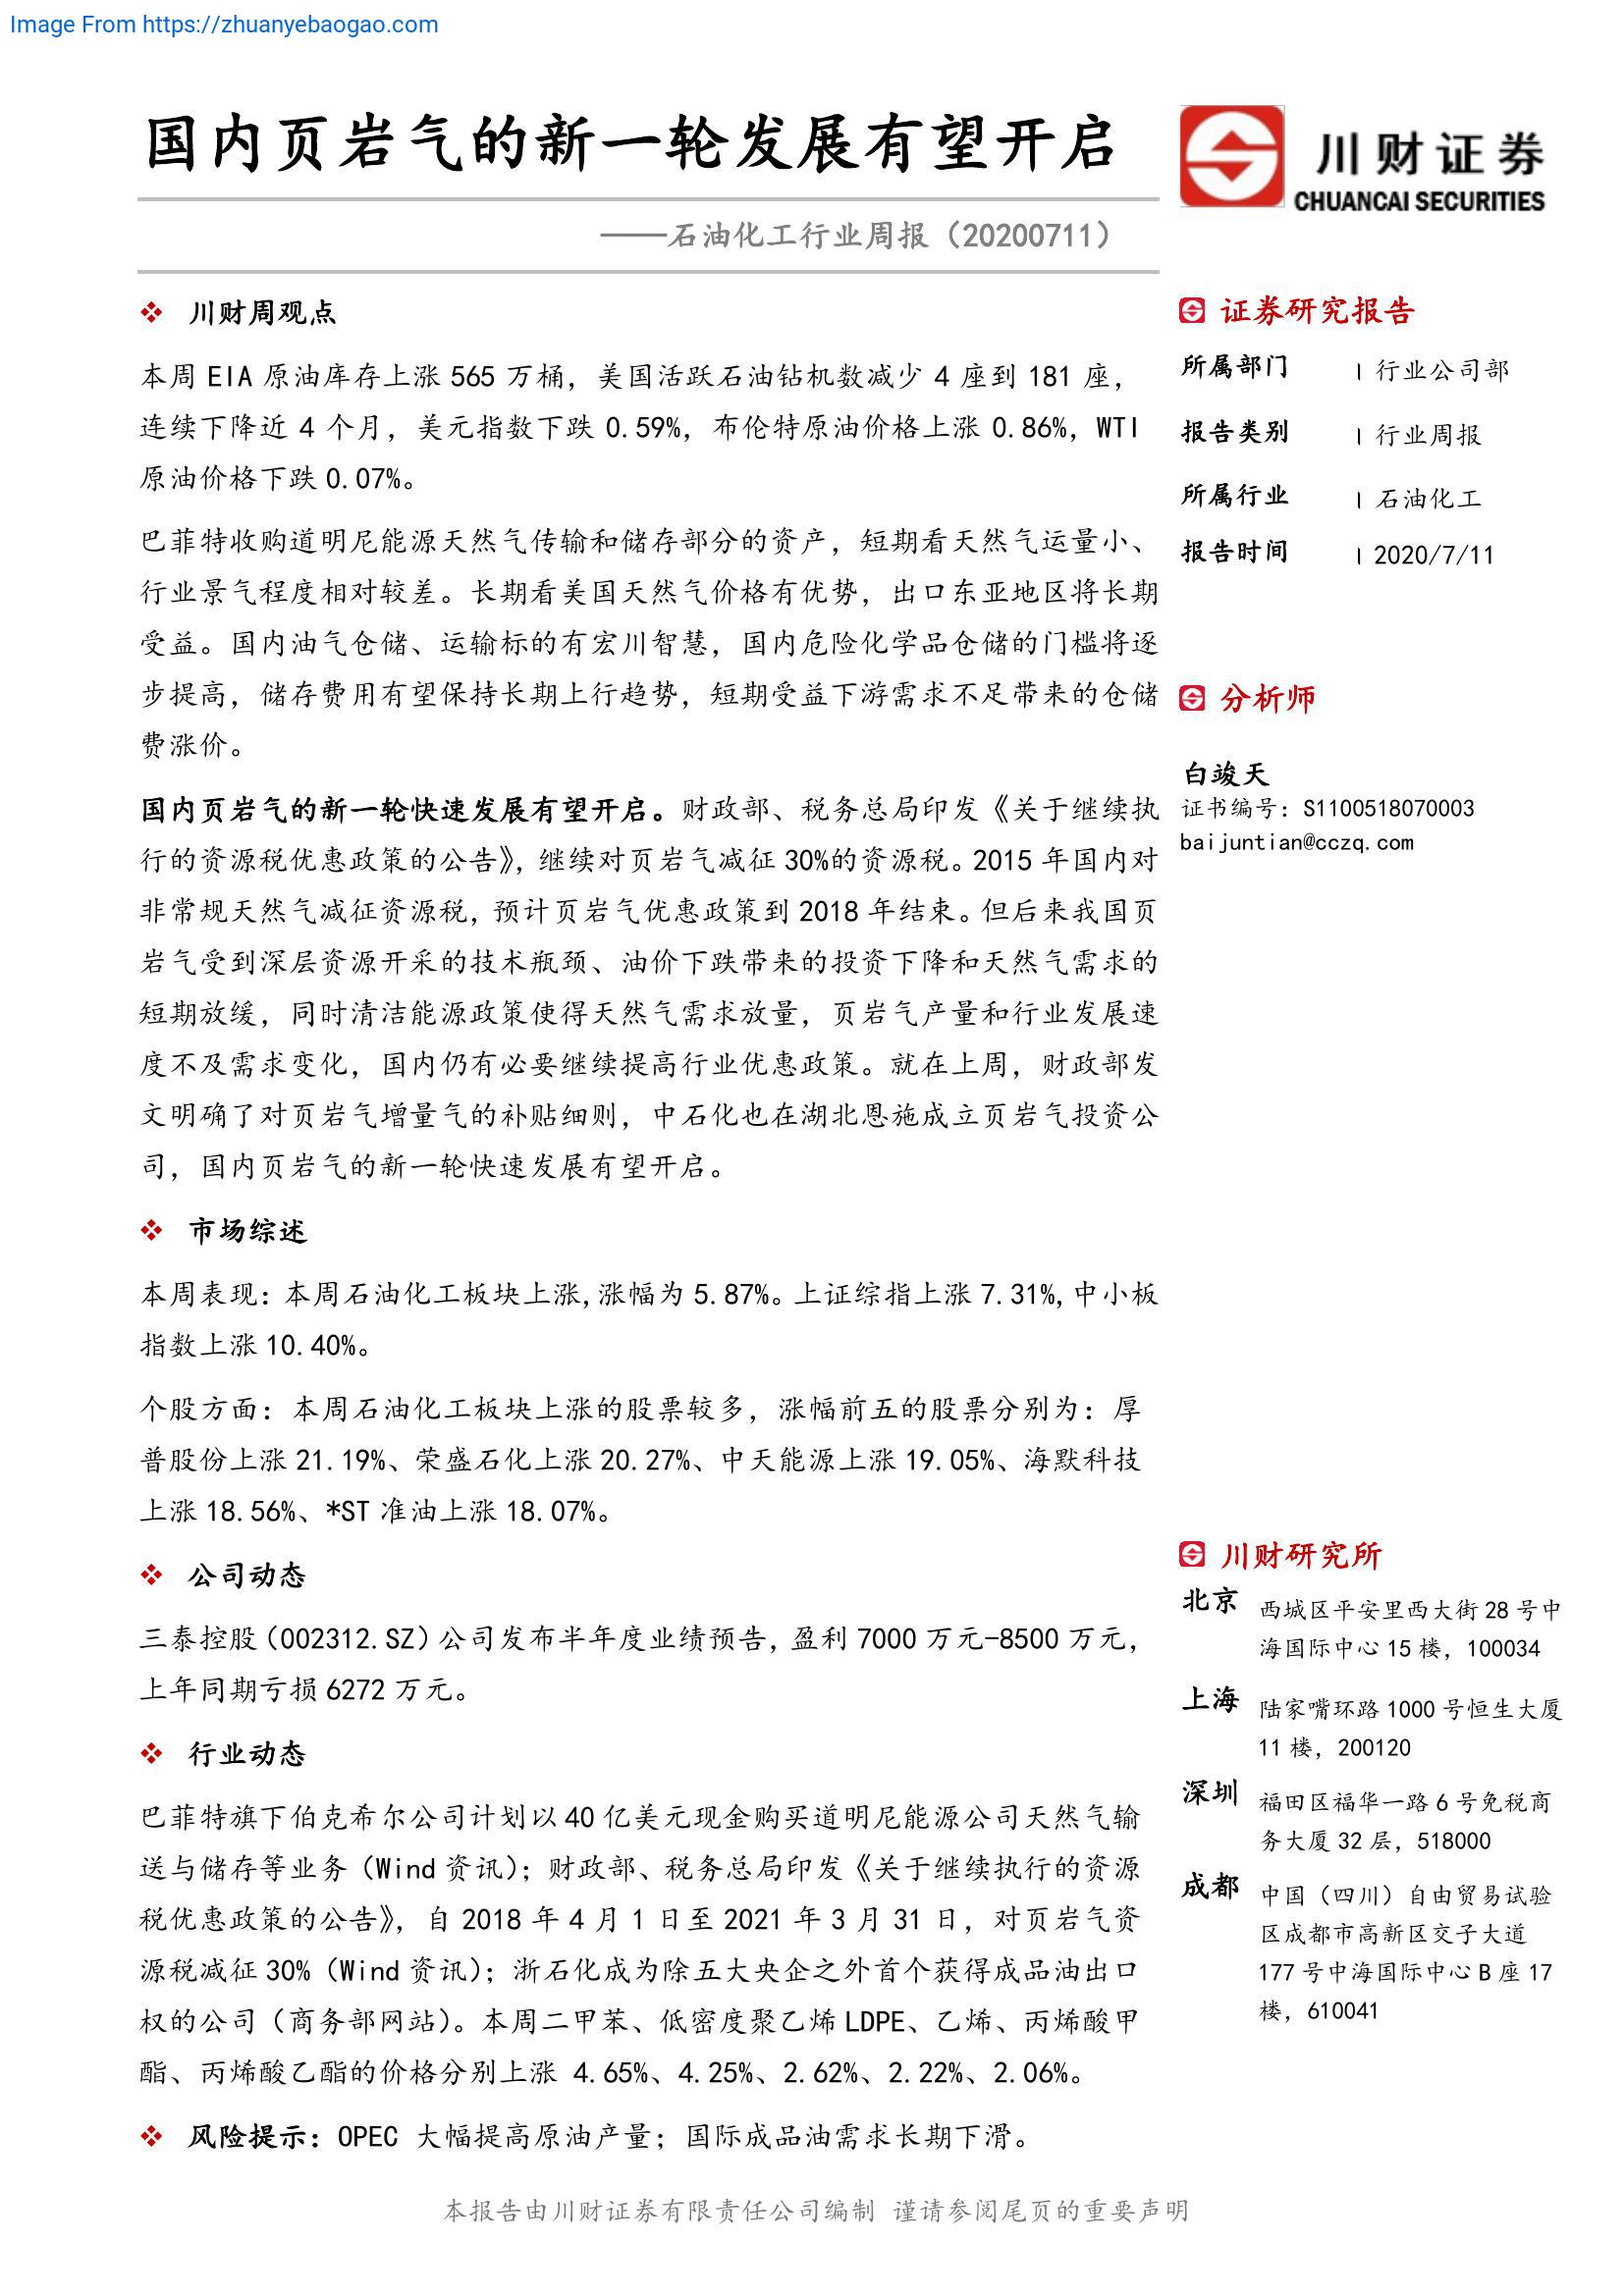 Image From https://zhuanyebaogao.com
国内页岩气的新一轮发展有望开启
——石油化工行业周报（20200711）
川财证券
CHUANCAI SECURITIES
川财周观点
本周 EIA 原油库存上涨 565 万桶，美国活跃石油钻机数减少 4 座到 181 座，
连续下降近 4 个月，美元指数下跌 0.59%，布伦特原油价格上涨 0.86%，WTI
原油价格下跌 0.07%。
巴菲特收购道明尼能源天然气传输和储存部分的资产，短期看天然气运量小、
行业景气程度相对较差。长期看美国天然气价格有优势，出口东亚地区将长期
受益。国内油气仓储、运输标的有宏川智慧，国内危险化学品仓储的门槛将逐
步提高，储存费用有望保持长期上行趋势，短期受益下游需求不足带来的仓储
费涨价。
国内页岩气的新一轮快速发展有望开启。财政部、税务总局印发《关于继续执
行的资源税优惠政策的公告》，继续对页岩气减征 30%的资源税。2015 年国内对
非常规天然气减征资源税，预计页岩气优惠政策到 2018 年结束。但后来我国页
岩气受到深层资源开采的技术瓶颈、油价下跌带来的投资下降和天然气需求的
短期放缓，同时清洁能源政策使得天然气需求放量，页岩气产量和行业发展速
度不及需求变化，国内仍有必要继续提高行业优惠政策。就在上周，财政部发
文明确了对页岩气增量气的补贴细则，中石化也在湖北恩施成立页岩气投资公
司，国内页岩气的新一轮快速发展有望开启。
市场综述
本周表现：本周石油化工板块上涨,涨幅为 5.87%。上证综指上涨 7.31%,中小板
指数上涨 10.40%。
个股方面：本周石油化工板块上涨的股票较多，涨幅前五的股票分别为：厚
普股份上涨 21.19%、荣盛石化上涨 20.27%、中天能源上涨 19.05%、海默科技
上涨 18.56%、*ST 准油上涨 18.07%。
公司动态
三泰控股（002312.SZ）公司发布半年度业绩预告，盈利 7000 万元-8500 万元，
上年同期亏损 6272 万元。
行业动态
巴菲特旗下伯克希尔公司计划以 40 亿美元现金购买道明尼能源公司天然气输
送与储存等业务（Wind 资讯）；财政部、税务总局印发《关于继续执行的资源
税优惠政策的公告》，自 2018 年 4 月 1 日至 2021 年 3 月 31 日，对页岩气资
源税减征 30%（Wind 资讯）；浙石化成为除五大央企之外首个获得成品油出口
权的公司（商务部网站）。本周二甲苯、低密度聚乙烯 LDPE、乙烯、丙烯酸甲
酯、丙烯酸乙酯的价格分别上涨 4.65%、4.25%、2.62%、2.22%、2.06%。
风险提示：OPEC 大幅提高原油产量；国际成品油需求长期下滑。
证券研究报告
所属部门 | 行业公司部
报告类别 | 行业周报
所属行业 | 石油化工
报告时间 | 2020/7/11
分析师
白竣天
证书编号：S1100518070003
baijuntian@cczq.com
川财研究所
北京 西城区平安里西大街 28 号中
海国际中心 15 楼，100034
上海 陆家嘴环路 1000 号恒生大厦
11 楼，200120
深圳 福田区福华一路 6 号免税商
务大厦 32 层，518000
成都 中国（四川）自由贸易试验
区成都市高新区交子大道
177 号中海国际中心 B 座 17
楼，610041
本报告由川财证券有限责任公司编制 谨请参阅尾页的重要声明